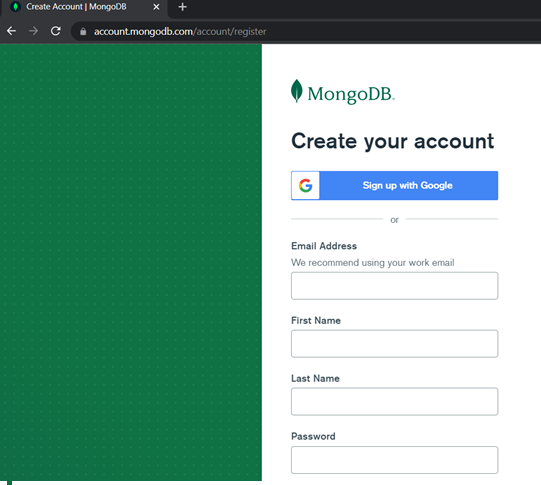 Create Account | MongoDB
account.mongodb.com/account/register
MongoDB.
Create your account
Sign up with Google
or
Email Address
We recommend using your work email
First Name
Last Name
Password